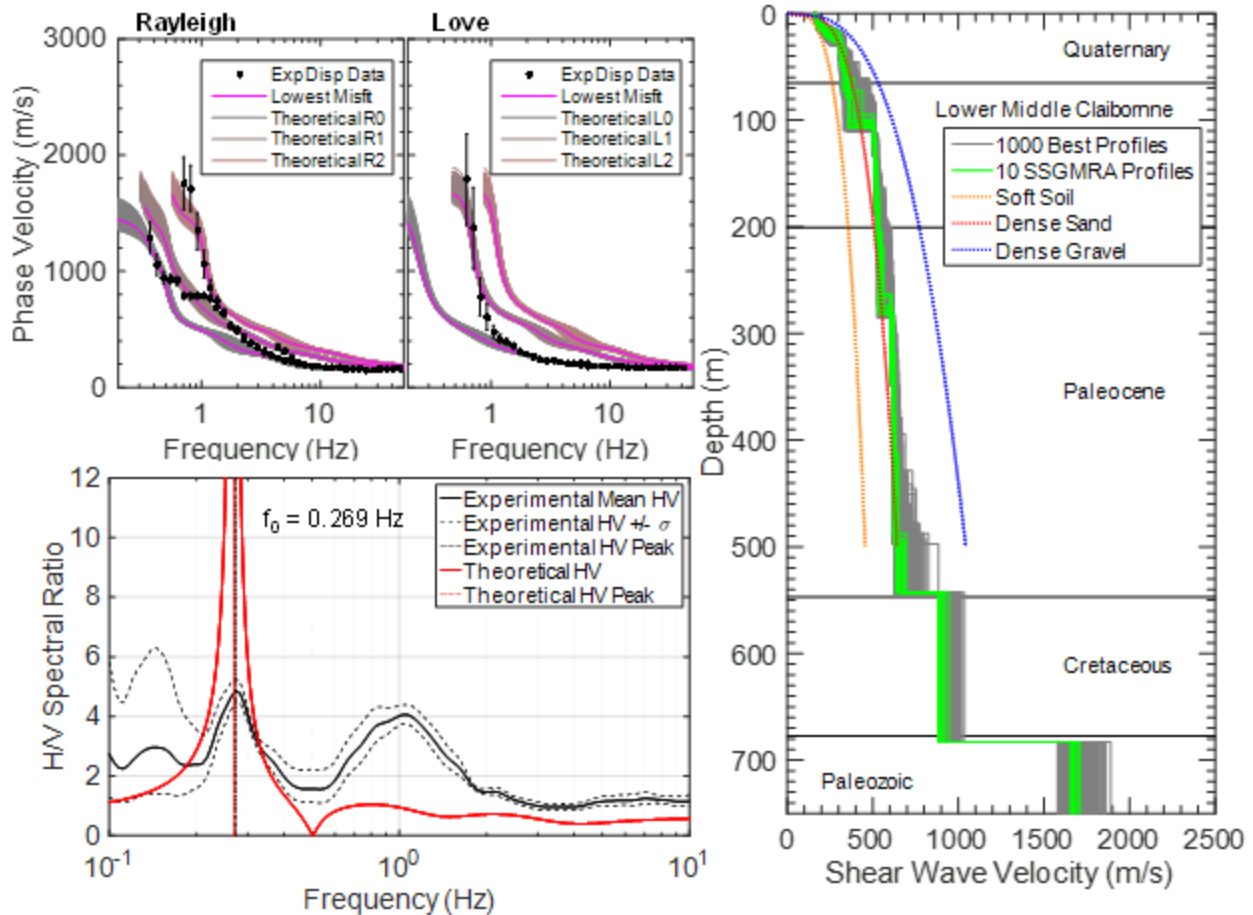 Rayleigh
Love
3000
2000
1000
0
Phase Velocity (m/s)
Exp Disp Data
Lowest Misfit
Theoretical R0
Theoretical R1
Theoretical R2
Exp Disp Data
Lowest Misfit
Theoretical L0
Theoretical L1
Theoretical L2
1
10
1
10
Frequency (Hz)
Frequency (Hz)
12
10
8
6
4
2
0
H/V Spectral Ratio
f0 = 0.269 Hz
Experimental Mean HV
Experimental HV +/- σ
Experimental HV Peak
Theoretical HV
Theoretical HV Peak
10-1
100
101
Frequency (Hz)
0
100
200
300
400
500
600
700
Depth (m)
Quaternary
Lower Middle Claibornne
1000 Best Profiles
10 SSGMRA Profiles
Soft Soil
Dense Sand
Dense Gravel
Paleocene
Cretaceous
Paleozoic
0
500
1000
1500
2000
2500
Shear Wave Velocity (m/s)